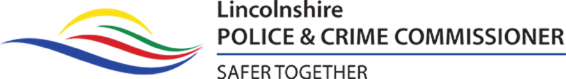 Lincolnshire
POLICE & CRIME COMMISSIONER
SAFER TOGETHER